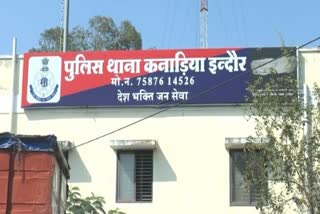 पुलिस थाना कनाड़िया इन्दौर
मो.न. 75876 14526
देश भक्ति जन सेवा